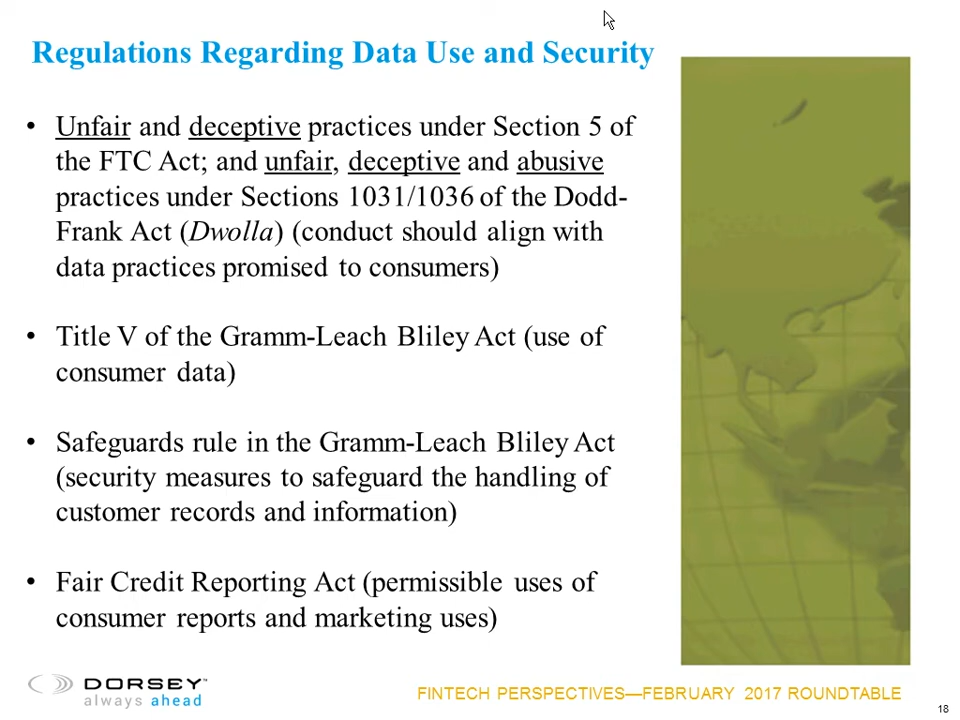 Regulations Regarding Data Use and Security
• Unfair and deceptive practices under Section 5 of
the FTC Act; and unfair, deceptive and abusive
practices under Sections 1031/1036 of the Dodd-
Frank Act (Dwolla) (conduct should align with
data practices promised to consumers)
• Title V of the Gramm-Leach Bliley Act (use of
consumer data)
• Safeguards rule in the Gramm-Leach Bliley Act
(security measures to safeguard the handling of
customer records and information)
• Fair Credit Reporting Act (permissible uses of
consumer reports and marketing uses)
DORSEY™
always ahead
FINTECH PERSPECTIVES—FEBRUARY 2017 ROUNDTABLE
18